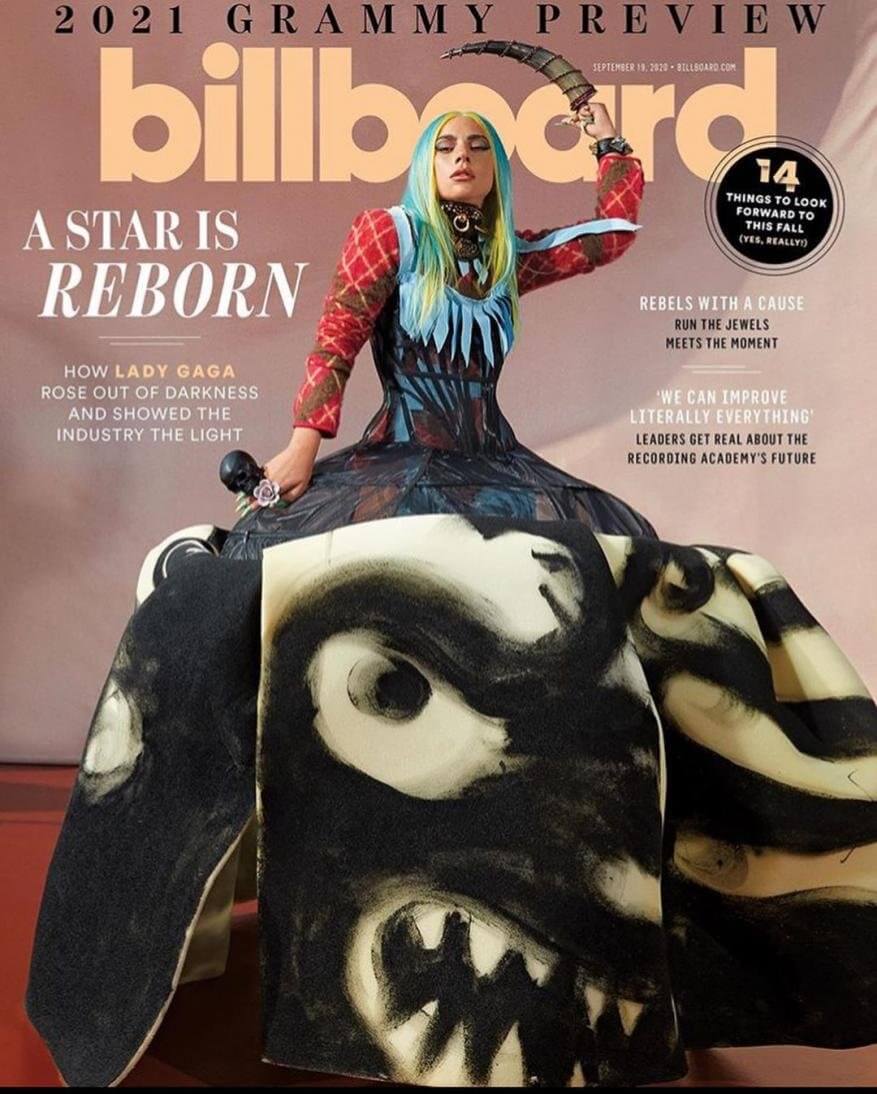 2021 GRAMMY PREVIEW
billboard
SEPTEMBER 19, 2020 • BILLBOARD.COM
14
THINGS TO LOOK
FORWARD TO
THIS FALL
(YES, REALLY!)
A STAR IS
REBORN
HOW LADY GAGA
ROSE OUT OF DARKNESS
AND SHOWED THE
INDUSTRY THE LIGHT
REBELS WITH A CAUSE
RUN THE JEWELS
MEETS THE MOMENT
'WE CAN IMPROVE
LITERALLY EVERYTHING'
LEADERS GET REAL ABOUT THE
RECORDING ACADEMY'S FUTURE